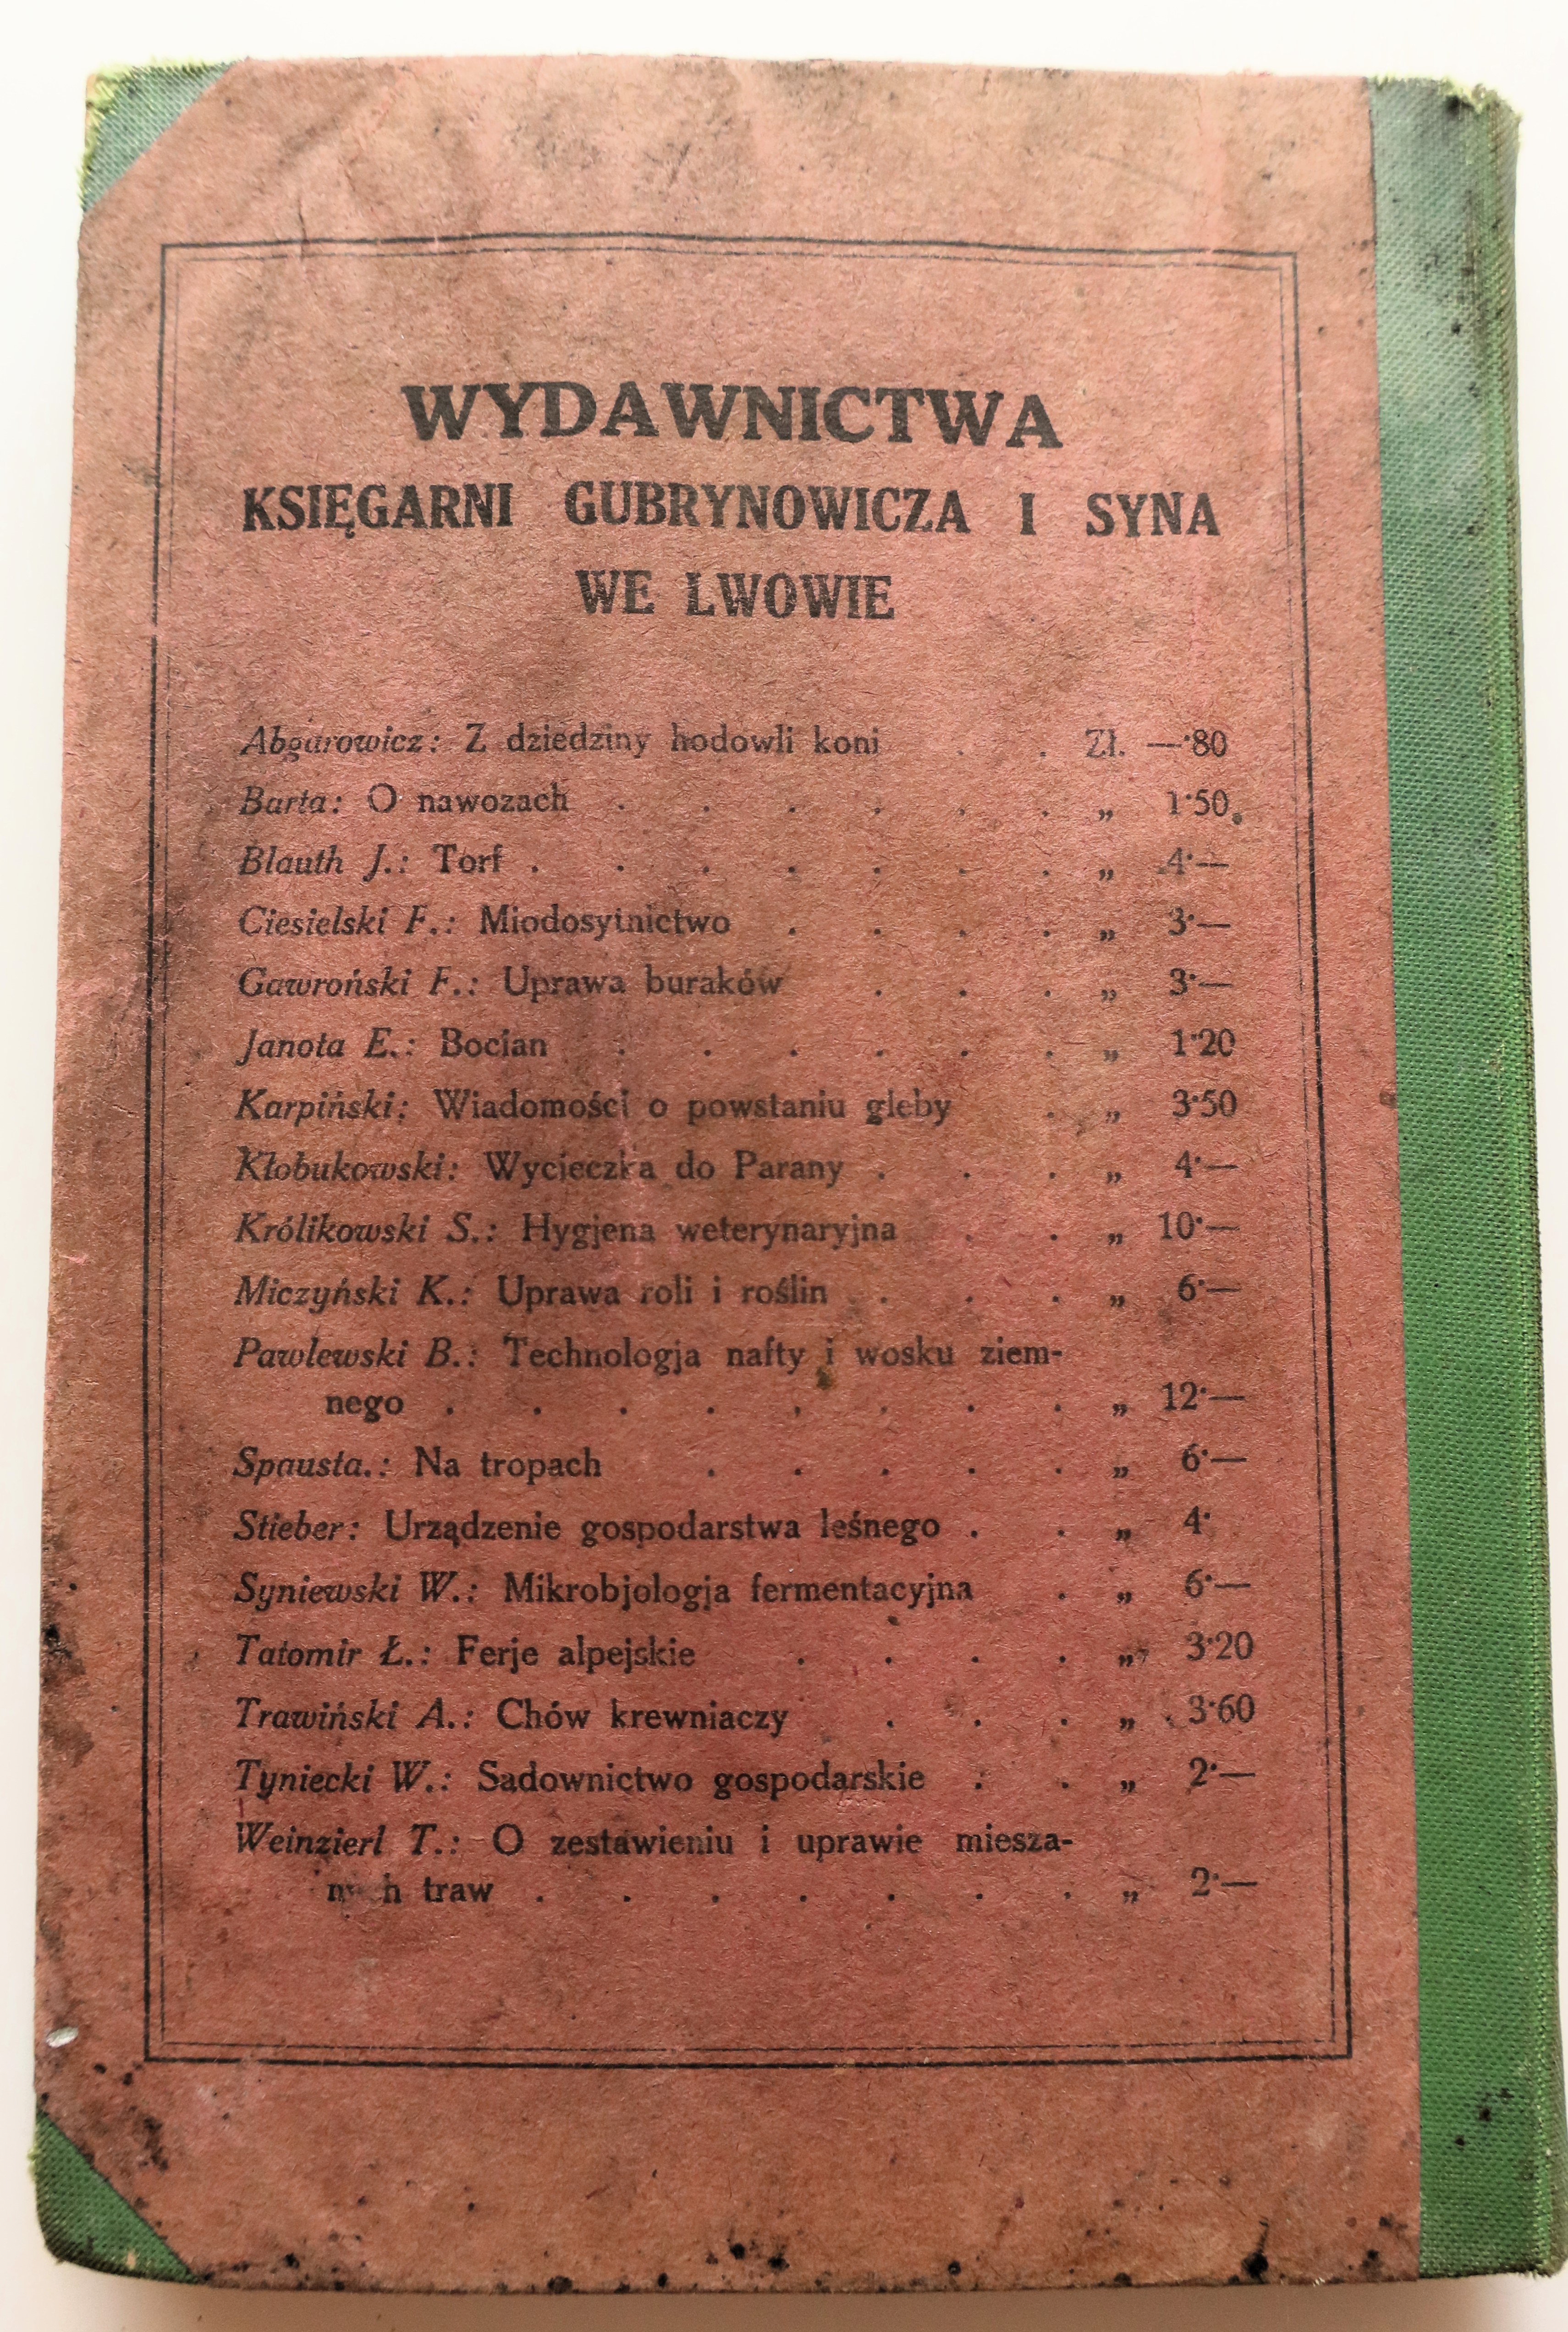 WYDAWNICTWA
KSIĘGARNI GUBRYNOWICZA I SYNA
WE LWOWIE
Abgarowicz: Z dziedziny hodowli koni . . Zł. —·80
Barta: O nawozach . . . . . . „ 1·50
Blauth J.: Torf . . . . . . . „ 4·—
Ciesielski F.: Miodosytnictwo . . . . „ 3·—
Gawroński F.: Uprawa buraków . . . „ 3·—
Janota E.: Bocian . . . . . . „ 1·20
Karpiński: Wiadomości o powstaniu gleby . „ 3·50
Kłobukowski: Wycieczka do Parany . . . „ 4·—
Królikowski S.: Hygjena weterynaryjna . . „ 10·—
Miczyński K.: Uprawa roli i roślin . . . „ 6·—
Pawlewski B.: Technologja nafty i wosku ziem-
nego . . . . . . . . „ 12·—
Spausta.: Na tropach . . . . . „ 6·—
Stieber: Urządzenie gospodarstwa leśnego . . „ 4·
Syniewski W.: Mikrobjologja fermentacyjna . „ 6·—
Tatomir Ł.: Ferje alpejskie . . . . „ 3·20
Trawiński A.: Chów krewniaczy . . . „ 3·60
Tyniecki W.: Sadownictwo gospodarskie . . „ 2·—
Weinzierl T.: O zestawieniu i uprawie miesza-
nych traw . . . . . . . „ 2·—